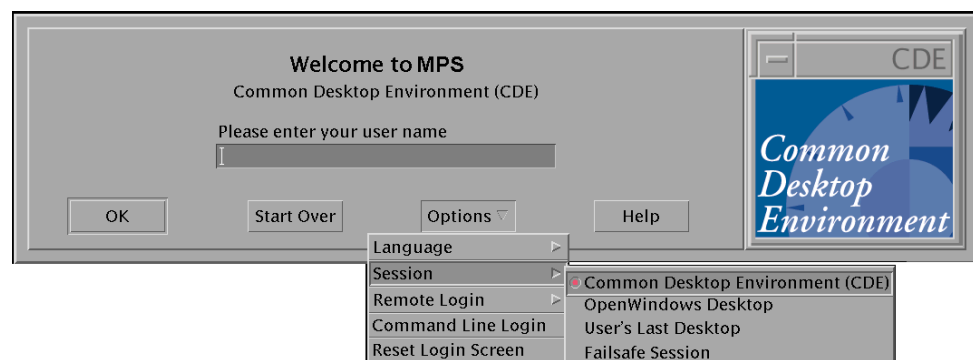 Welcome to MPS
Common Desktop Environment (CDE)
Please enter your user name
OK
Start Over
Options
Help
CDE
Common
Desktop
Environment
Language
Session
Remote Login
Command Line Login
Reset Login Screen
Common Desktop Environment (CDE)
OpenWindows Desktop
User's Last Desktop
Failsafe Session